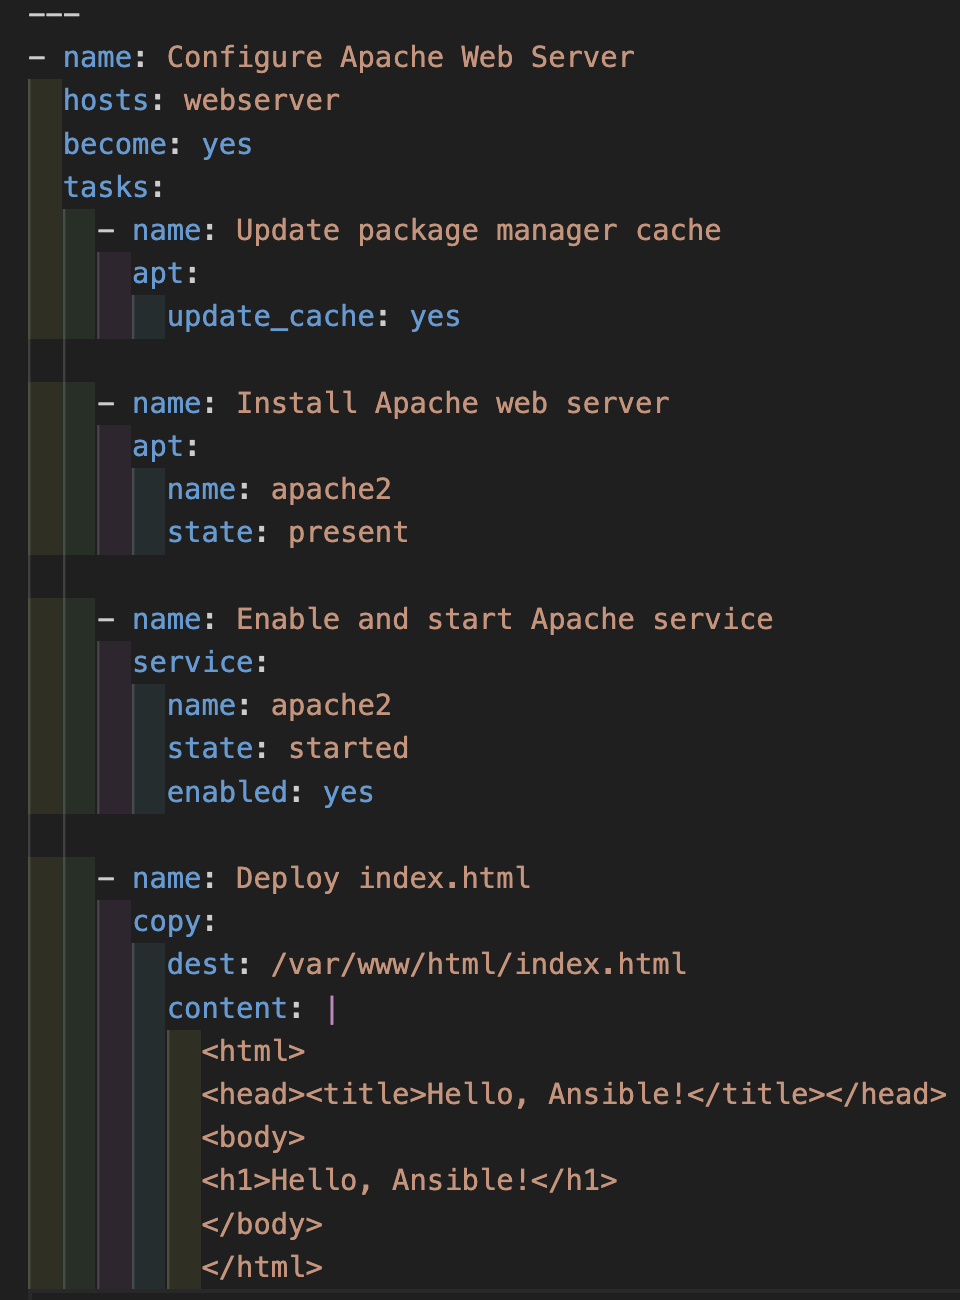 ---
- name: Configure Apache Web Server
  hosts: webserver
  become: yes
  tasks:
    - name: Update package manager cache
      apt:
        update_cache: yes

    - name: Install Apache web server
      apt:
        name: apache2
        state: present

    - name: Enable and start Apache service
      service:
        name: apache2
        state: started
        enabled: yes

    - name: Deploy index.html
      copy:
        dest: /var/www/html/index.html
        content: |
          <html>
          <head><title>Hello, Ansible!</title></head>
          <body>
          <h1>Hello, Ansible!</h1>
          </body>
          </html>